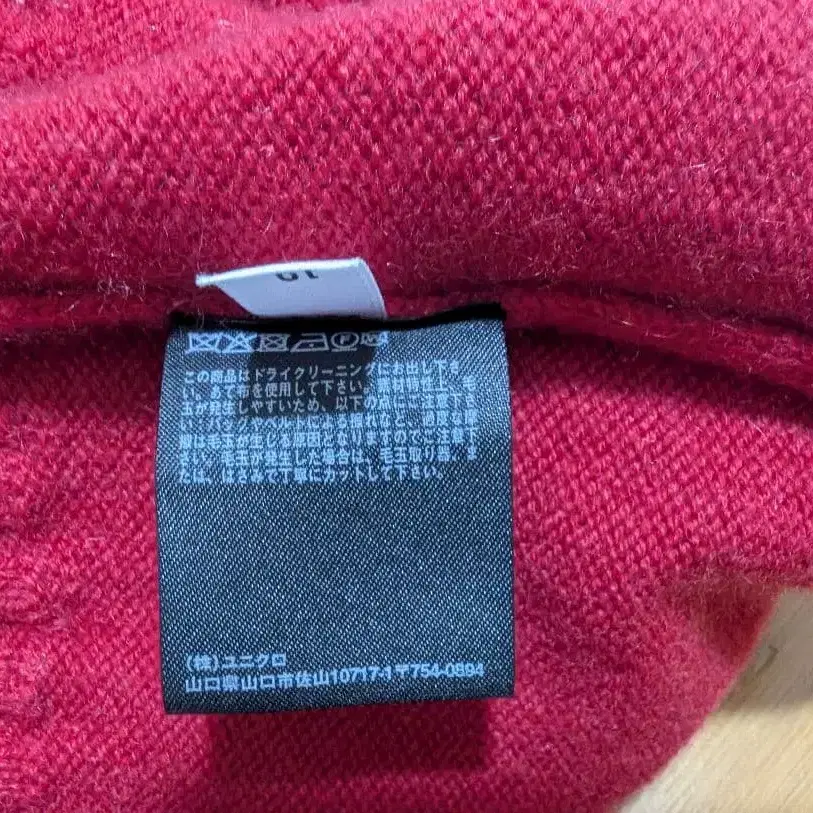 19
この商品はドライクリーニングにお出し下さ
い。あて布を使用して下さい。素材特性上、毛
玉が発生しやすいため、以下の点にご注意下さ
い。バッグやベルトによる擦れなど、過度な摩
擦は毛玉が生じる原因となりますのでご注意下
さい。毛玉が発生した場合は、毛玉取り器、ま
たは、はさみで丁寧にカットして下さい。
(株)ユニクロ
山口県山口市佐山10717-1〒754-0894